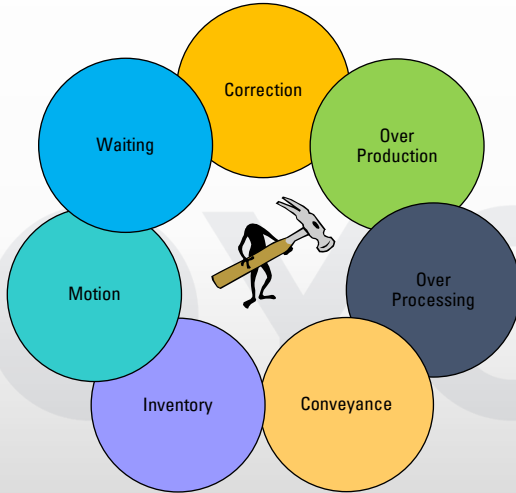 Correction
Over
Production
Over
Processing
Conveyance
Inventory
Motion
Waiting